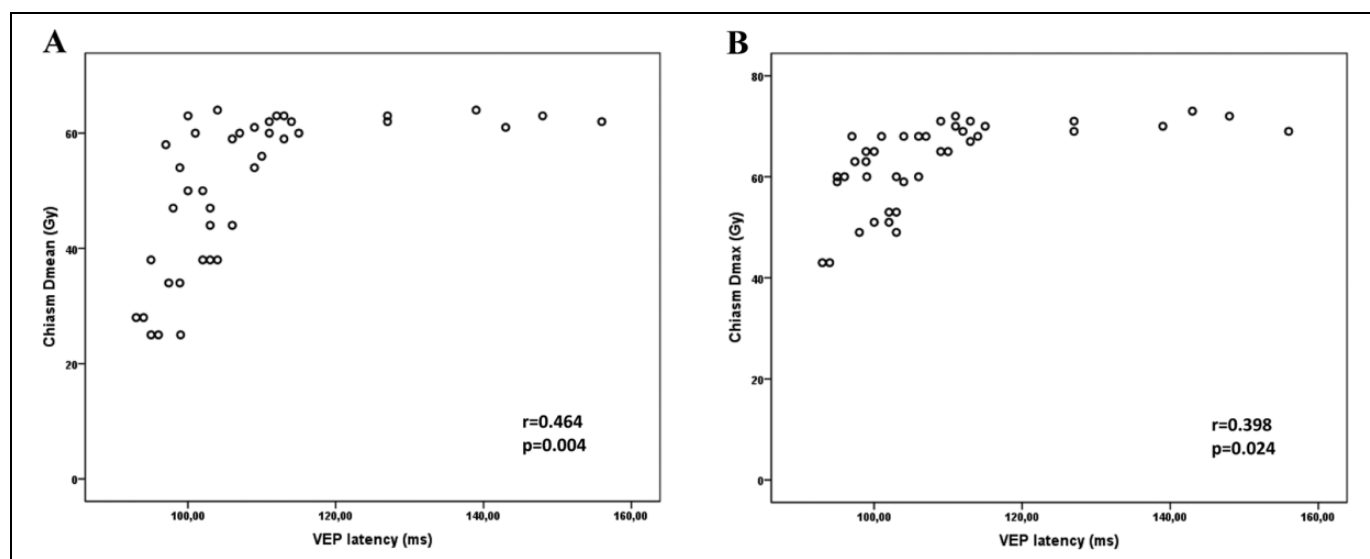 A
Chiasm Dmean (Gy)
60
40
20
0
r=0.464
p=0.004
100,00 120,00 140,00 160,00
VEP latency (ms)
B
Chiasm Dmax (Gy)
80
60
40
20
0
r=0.398
p=0.024
100,00 120,00 140,00 160,00
VEP latency (ms)